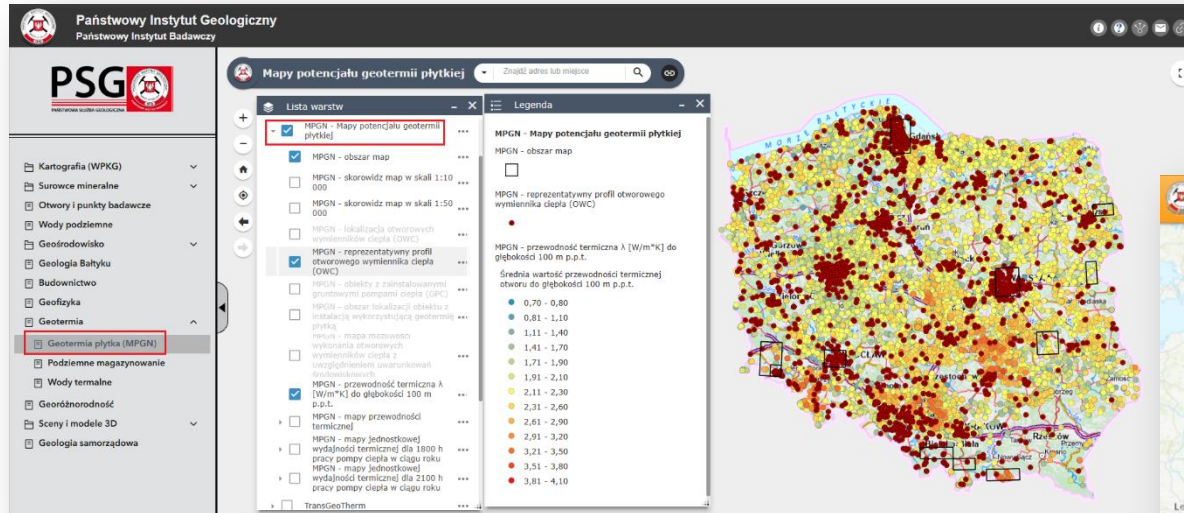 Państwowy Instytut Geologiczny
Państwowy Instytut Badawczy
PSG
PAŃSTWOWA SŁUŻBA GEOLOGICZNA
Kartografia (WPKG)
Surowce mineralne
Otwory i punkty badawcze
Wody podziemne
Geośrodowisko
Geologia Bałtyku
Budownictwo
Geofizyka
Geotermia
Geotermia płytka (MPGN)
Podziemne magazynowanie
Wody termalne
Georóżnorodność
Sceny i modele 3D
Geologia samorządowa
Mapy potencjału geotermii płytkiej
Znajdź adres lub miejsce
Lista warstw
MPGN - Mapy potencjału geotermii
płytkiej
MPGN - obszar map
MPGN - skorowidz map w skali 1:10
000
MPGN - skorowidz map w skali 1:50
000
MPGN - lokalizacja otworowych
wymienników ciepła (OWC)
MPGN - reprezentatywny profil
otworowego wymiennika ciepła
(OWC)
MPGN - obiekty z zainstalowanymi
gruntowymi pompami ciepła (GPC)
MPGN - obszar lokalizacji obiektu z
instalacją wykorzystującą geotermię
płytką
MPGN - mapa możliwości
wykonania otworowych
wymienników ciepła z
uwzględnieniem uwarunkowań
środowiskowych
MPGN - przewodność termiczna λ
[W/m*K] do głębokości 100 m
p.p.t.
MPGN - mapy przewodności
termicznej
MPGN - mapy jednostkowej
wydajności termicznej dla 1800 h
pracy pompy ciepła w ciągu roku
MPGN - mapy jednostkowej
wydajności termicznej dla 2100 h
pracy pompy ciepła w ciągu roku
TransGeoTherm
Legenda
MPGN - Mapy potencjału geotermii płytkiej
MPGN - obszar map
MPGN - reprezentatywny profil otworowego
wymiennika ciepła (OWC)
MPGN - przewodność termiczna λ [W/m*K] do
głębokości 100 m p.p.t.
Średnia wartość przewodności termicznej
otworu do głębokości 100 m p.p.t.
0,70 - 0,80
0,81 - 1,10
1,11 - 1,40
1,41 - 1,70
1,71 - 1,90
1,91 - 2,10
2,11 - 2,30
2,31 - 2,60
2,61 - 2,90
2,91 - 3,20
3,21 - 3,50
3,51 - 3,80
3,81 - 4,10
MORZE BAŁTYCKIE
Gdańsk
Zamość
Krosno
Le